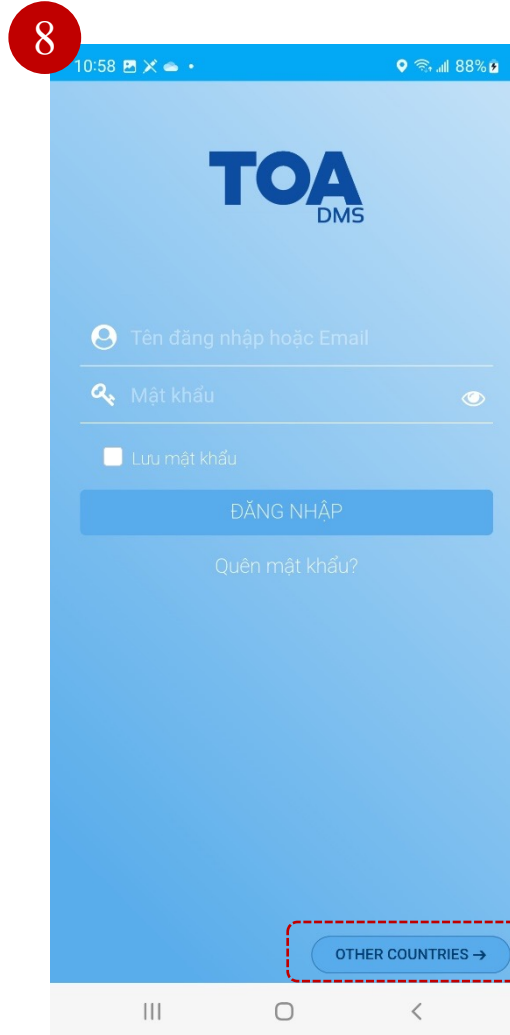 8
10:58
88%
TOA
DMS
Tên đăng nhập hoặc Email
Mật khẩu
Lưu mật khẩu
ĐĂNG NHẬP
Quên mật khẩu?
OTHER COUNTRIES →